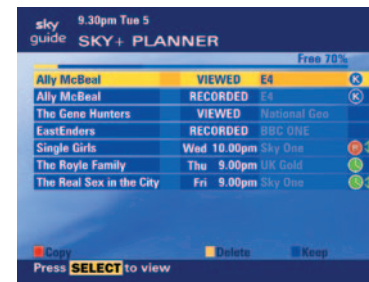 sky 9.30pm Tue 5
guide SKY+ PLANNER
Free 70%
Ally McBeal VIEWED E4 K
Ally McBeal RECORDED E4 K
The Gene Hunters VIEWED National Geo
EastEnders RECORDED BBC ONE
Single Girls Wed 10.00pm Sky One
The Royle Family Thu 9.00pm UK Gold
The Real Sex in the City Fri 9.00pm Sky One
Copy Delete Keep
Press SELECT to view